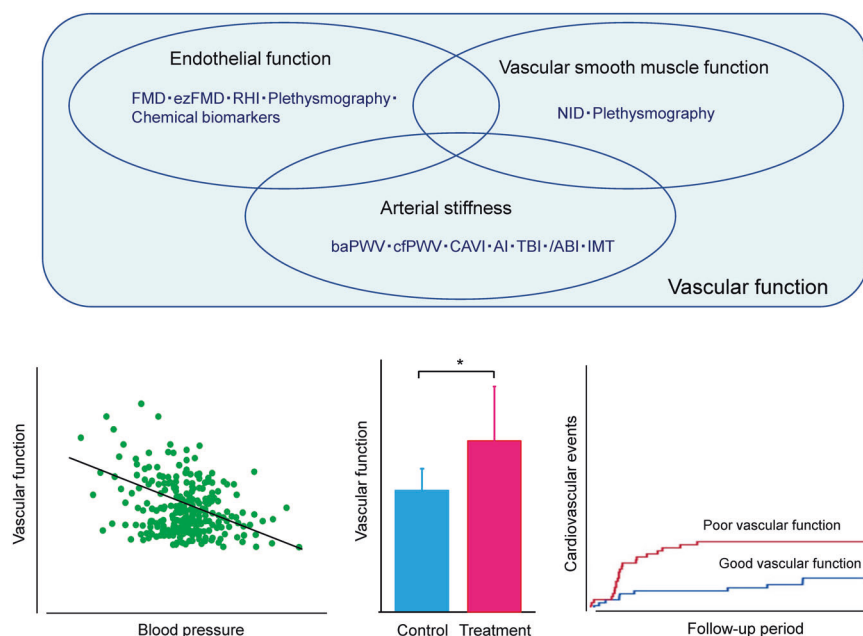 Endothelial function
FMD・ezFMD・RHI・Plethysmography・
Chemical biomarkers
Vascular smooth muscle function
NID・Plethysmography
Arterial stiffness
baPWV・cfPWV・CAVI・AI・TBI・/ABI・IMT
Vascular function
Vascular function
Blood pressure
Vascular function
*
Control
Treatment
Cardiovascular events
Poor vascular function
Good vascular function
Follow-up period